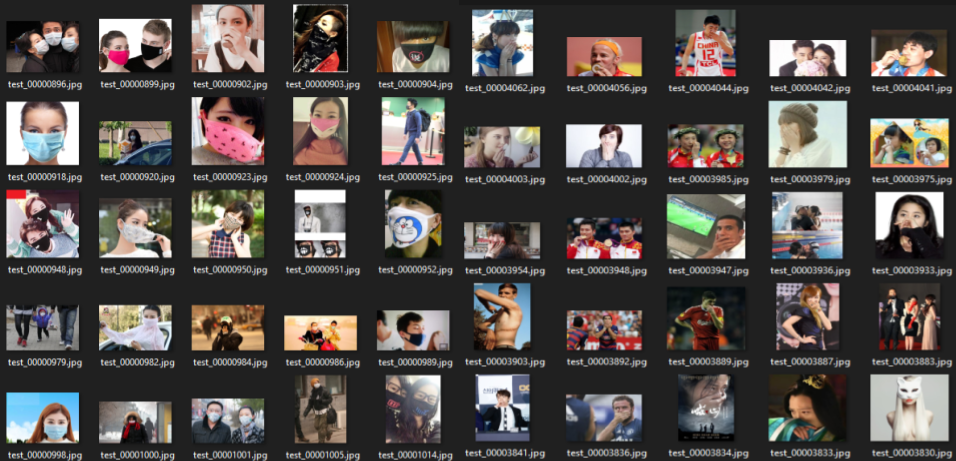 test_00000896.jpg test_00000899.jpg test_00000902.jpg test_00000903.jpg test_00000904.jpg test_00004062.jpg test_00004056.jpg test_00004044.jpg test_00004042.jpg test_00004041.jpg
CHINA
12
TCL
test_00000918.jpg test_00000920.jpg test_00000923.jpg test_00000924.jpg test_00000925.jpg test_00004003.jpg test_00004002.jpg test_00003985.jpg test_00003979.jpg test_00003975.jpg
test_00000948.jpg test_00000949.jpg test_00000950.jpg test_00000951.jpg test_00000952.jpg test_00003954.jpg test_00003948.jpg test_00003947.jpg test_00003936.jpg test_00003933.jpg
test_00000979.jpg test_00000982.jpg test_00000984.jpg test_00000986.jpg test_00000989.jpg test_00003903.jpg test_00003892.jpg test_00003889.jpg test_00003887.jpg test_00003883.jpg
test_00000998.jpg test_00001000.jpg test_00001001.jpg test_00001005.jpg test_00001014.jpg test_00003841.jpg test_00003836.jpg test_00003834.jpg test_00003833.jpg test_00003830.jpg